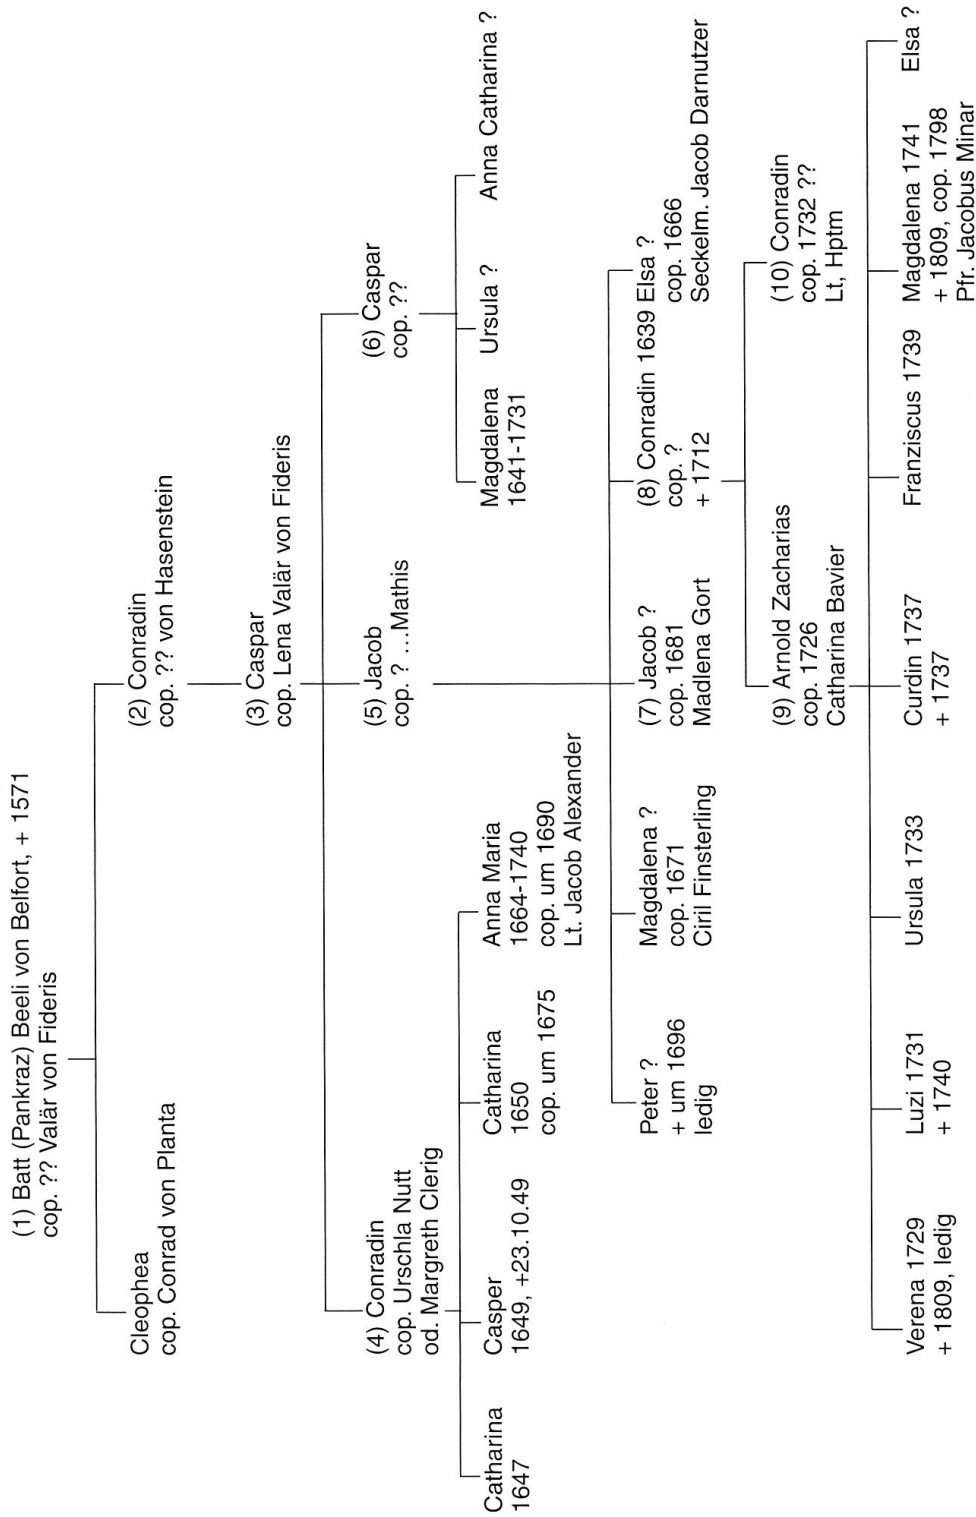 (1) Batt (Pankraz) Beeli von Belfort, + 1571
cop. ?? Valär von Fideris
Cleophea
cop. Conrad von Planta
(2) Conradin
cop. ?? von Hasenstein
(3) Caspar
cop. Lena Valär von Fideris
(4) Conradin
cop. Urschla Nutt
od. Margreth Clerig
(5) Jacob
cop. ? ...Mathis
(6) Caspar
cop. ??
Catharina
1647
Casper
1649, +23.10.49
Catharina
1650
cop. um 1675
Anna Maria
1664-1740
cop. um 1690
Lt. Jacob Alexander
Magdalena
1641-1731
Ursula ?
Anna Catharina ?
Peter ?
+ um 1696
ledig
Magdalena ?
cop. 1671
Ciril Finsterling
(7) Jacob ?
cop. 1681
Madlena Gort
(8) Conradin 1639
cop. ?
+ 1712
Elsa ?
cop. 1666
Seckelm. Jacob Darnutzer
(9) Arnold Zacharias
cop. 1726
Catharina Bavier
(10) Conradin
cop. 1732 ??
Lt, Hptm
Verena 1729
+ 1809, ledig
Luzi 1731
+ 1740
Ursula 1733
Curdin 1737
+ 1737
Franziscus 1739
Magdalena 1741
+ 1809, cop. 1798
Pfr. Jacobus Minar
Elsa ?